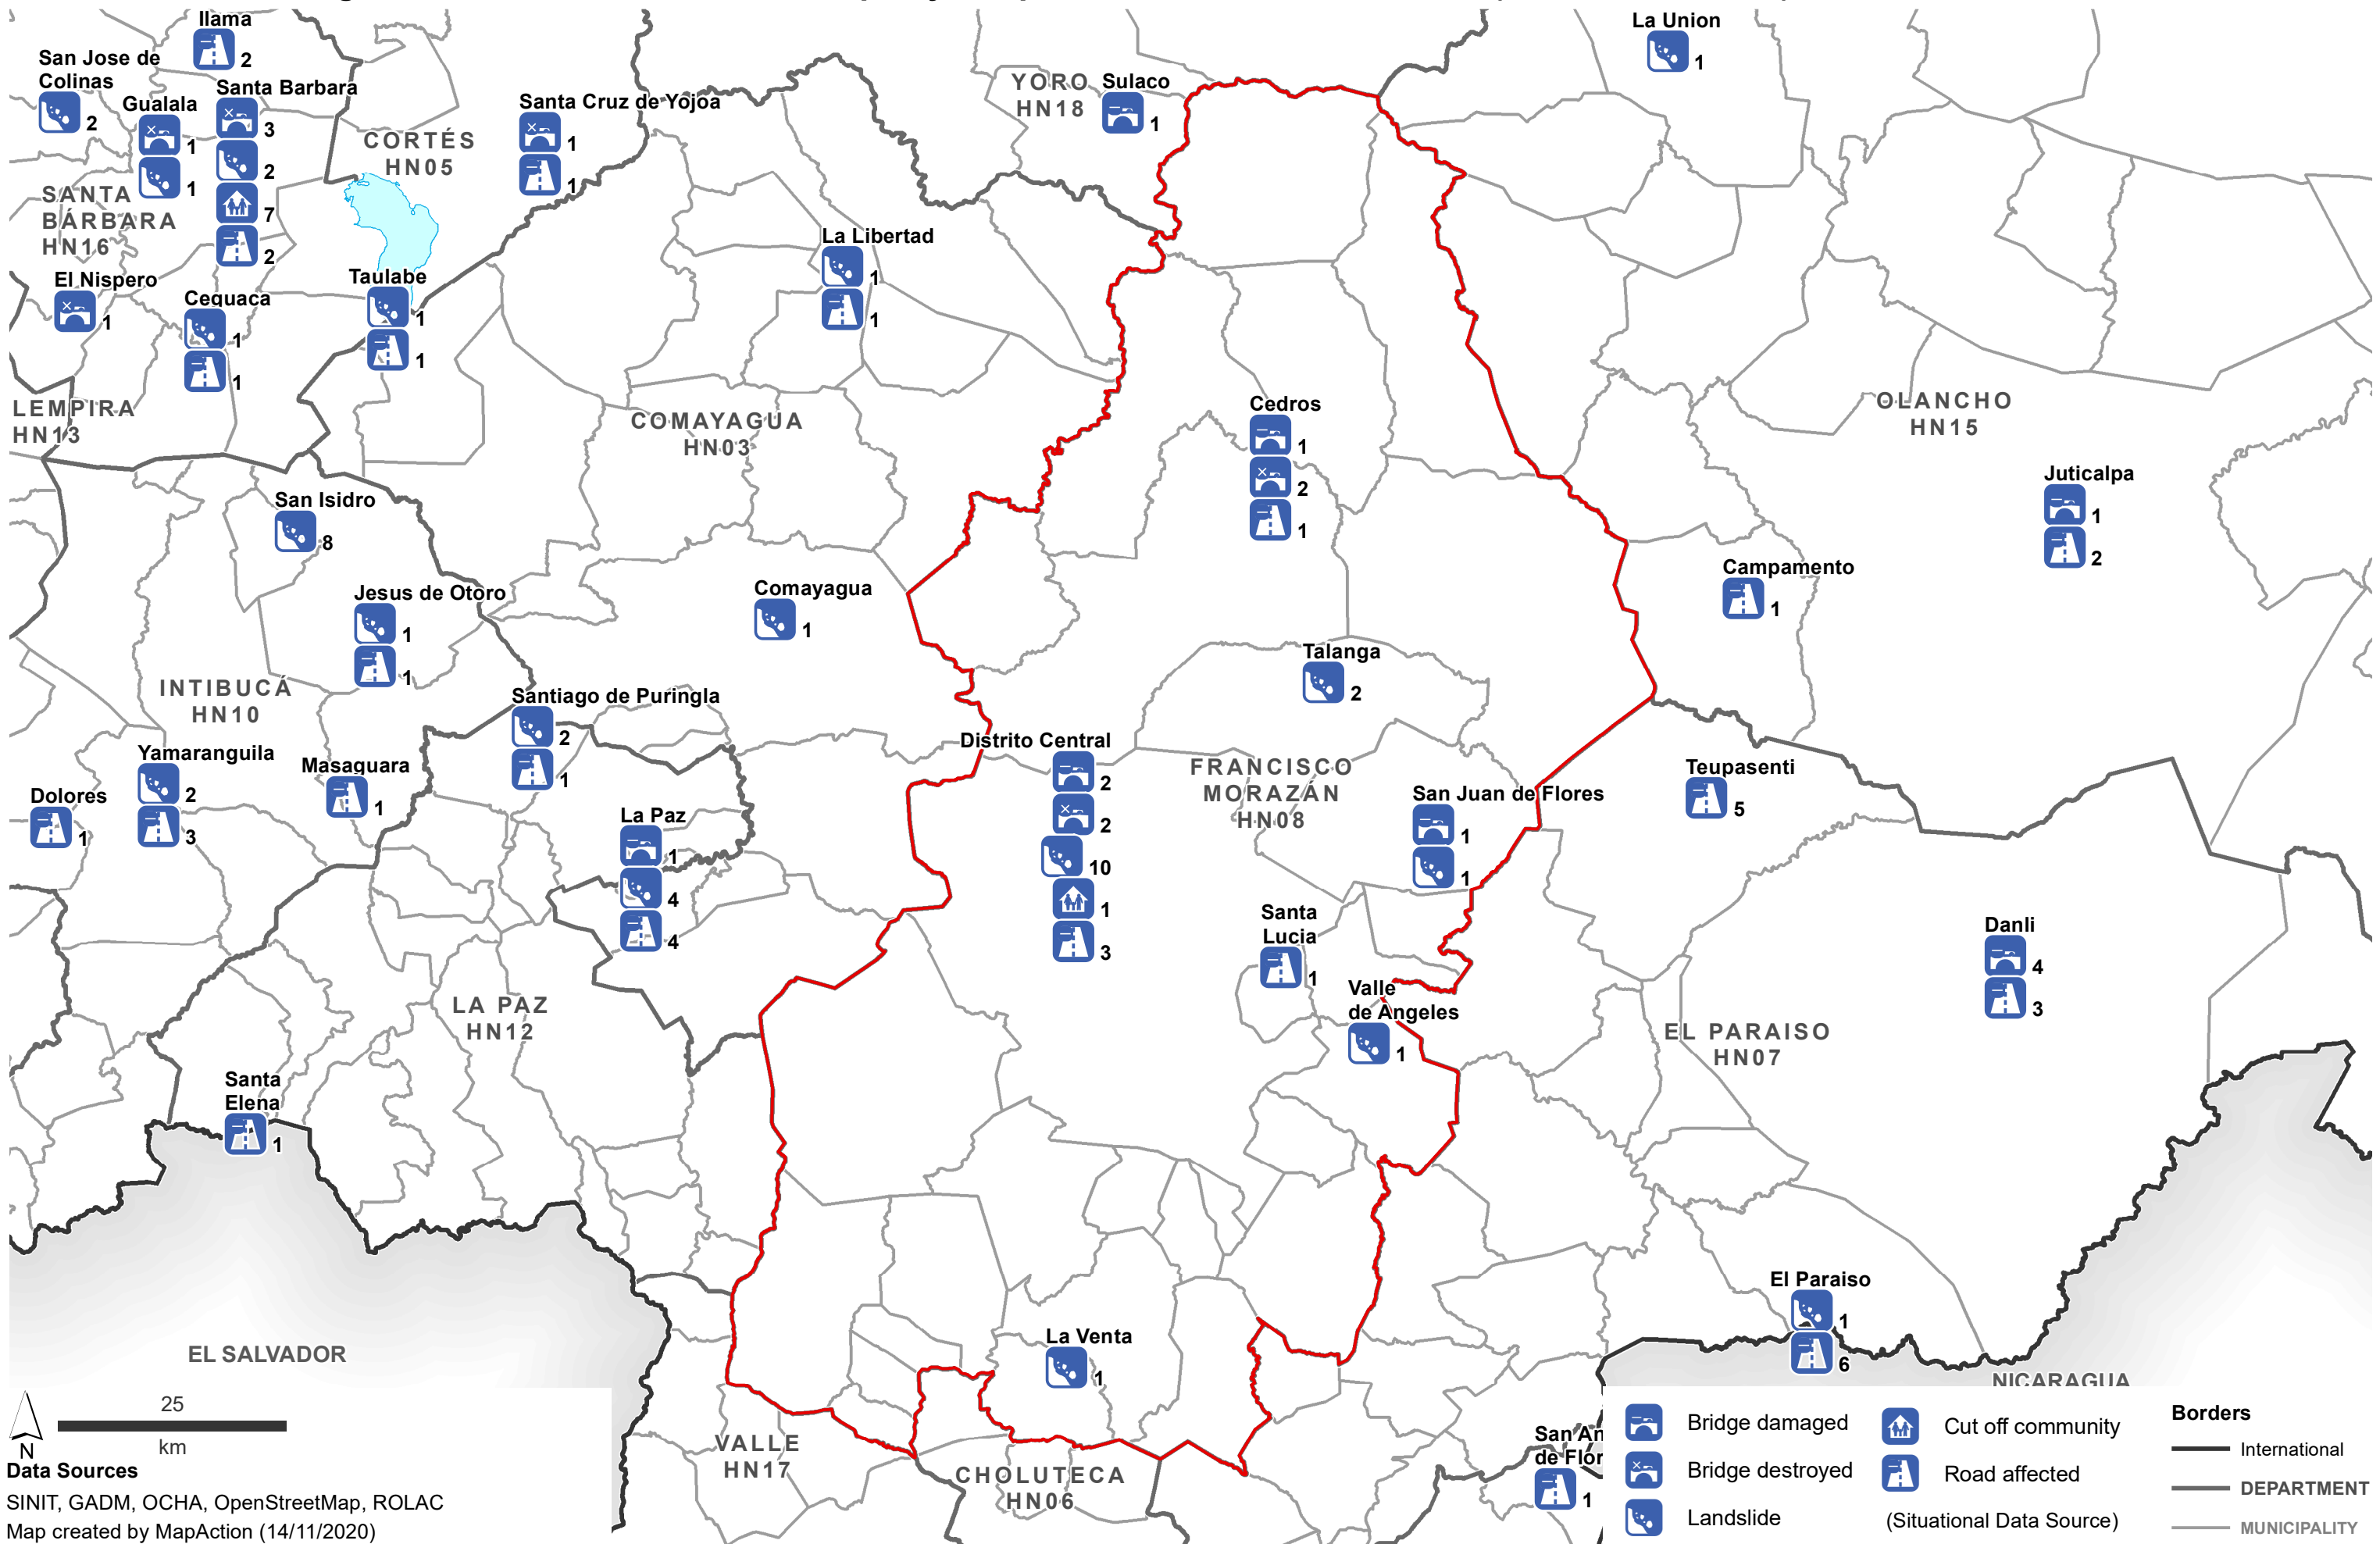 Ilama
2
San Jose de
Colinas
2
Gualala
1
1
Santa Barbara
3
2
7
2
CORTÉS
HN05
SANTA
BÁRBARA
HN16
El Nispero
1
Ceguaca
1
1
Taulabe
1
1
LEMPIRA
HN13
Santa Cruz de Yojoa
1
1
YORO
HN18
Sulaco
1
La Union
1
La Libertad
1
1
COMAYAGUA
HN03
Cedros
1
2
1
OLANCHO
HN15
Juticalpa
1
2
San Isidro
8
Campamento
1
Jesus de Otoro
1
1
Comayagua
1
INTIBUCÁ
HN10
Talanga
2
Santiago de Puringla
2
1
Distrito Central
2
2
10
1
3
FRANCISCO
MORAZÁN
HN08
Yamaranguila
2
3
Masaguara
1
Dolores
1
La Paz
1
4
4
San Juan de Flores
1
1
Teupasenti
5
Santa
Lucia
1
Danli
4
3
Valle
de Angeles
1
LA PAZ
HN12
EL PARAISO
HN07
Santa
Elena
1
El Paraiso
1
6
La Venta
1
EL SALVADOR
NICARAGUA
VALLE
HN17
CHOLUTECA
HN06
San An
de Flor
1
25
km
N
Data Sources
SINIT, GADM, OCHA, OpenStreetMap, ROLAC
Map created by MapAction (14/11/2020)
Bridge damaged
Bridge destroyed
Landslide
Cut off community
Road affected
(Situational Data Source)
Borders
International
DEPARTMENT
MUNICIPALITY